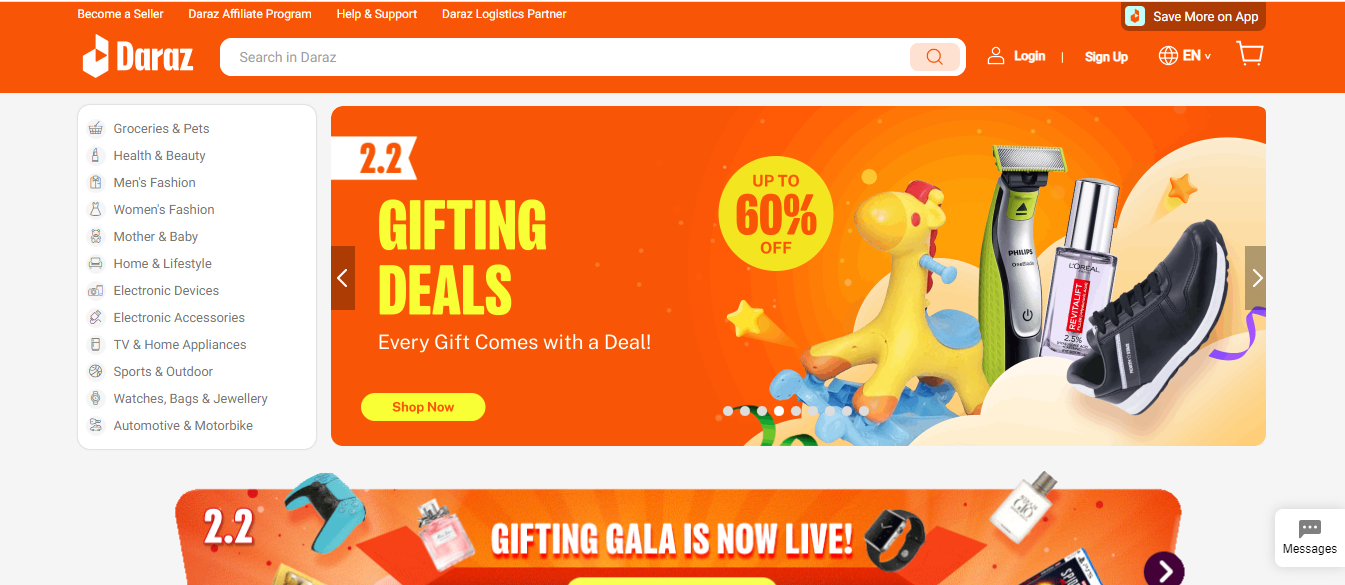 Become a Seller
Daraz Affiliate Program
Help & Support
Daraz Logistics Partner
Save More on App
Daraz
Search in Daraz
Login
|
Sign Up
EN
Groceries & Pets
Health & Beauty
Men's Fashion
Women's Fashion
Mother & Baby
Home & Lifestyle
Electronic Devices
Electronic Accessories
TV & Home Appliances
Sports & Outdoor
Watches, Bags & Jewellery
Automotive & Motorbike
2.2
GIFTING
DEALS
Every Gift Comes with a Deal!
Shop Now
UP TO
60%
OFF
PHILIPS
OneBlade
L'ORÉAL
REVITALIFT
2.5%
2.2
GIFTING GALA IS NOW LIVE!
Messages